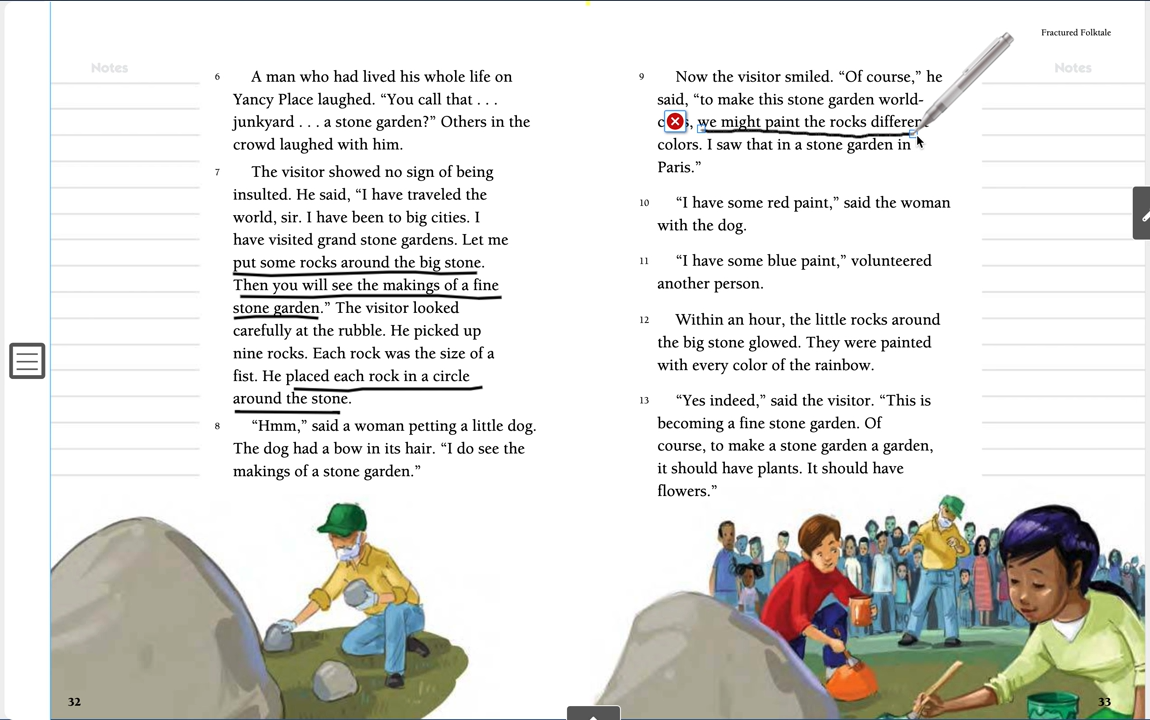 Fractured Folktale
Notes
6 A man who had lived his whole life on
Yancy Place laughed. “You call that . . .
junkyard . . . a stone garden?” Others in the
crowd laughed with him.
7 The visitor showed no sign of being
insulted. He said, “I have traveled the
world, sir. I have been to big cities. I
have visited grand stone gardens. Let me
put some rocks around the big stone.
Then you will see the makings of a fine
stone garden.” The visitor looked
carefully at the rubble. He picked up
nine rocks. Each rock was the size of a
fist. He placed each rock in a circle
around the stone.
8 “Hmm,” said a woman petting a little dog.
The dog had a bow in its hair. “I do see the
makings of a stone garden.”
32
Notes
9 Now the visitor smiled. “Of course,” he
said, “to make this stone garden world-
we might paint the rocks different
colors. I saw that in a stone garden in
Paris.”
10 “I have some red paint,” said the woman
with the dog.
11 “I have some blue paint,” volunteered
another person.
12 Within an hour, the little rocks around
the big stone glowed. They were painted
with every color of the rainbow.
13 “Yes indeed,” said the visitor. “This is
becoming a fine stone garden. Of
course, to make a stone garden a garden,
it should have plants. It should have
flowers.”
33